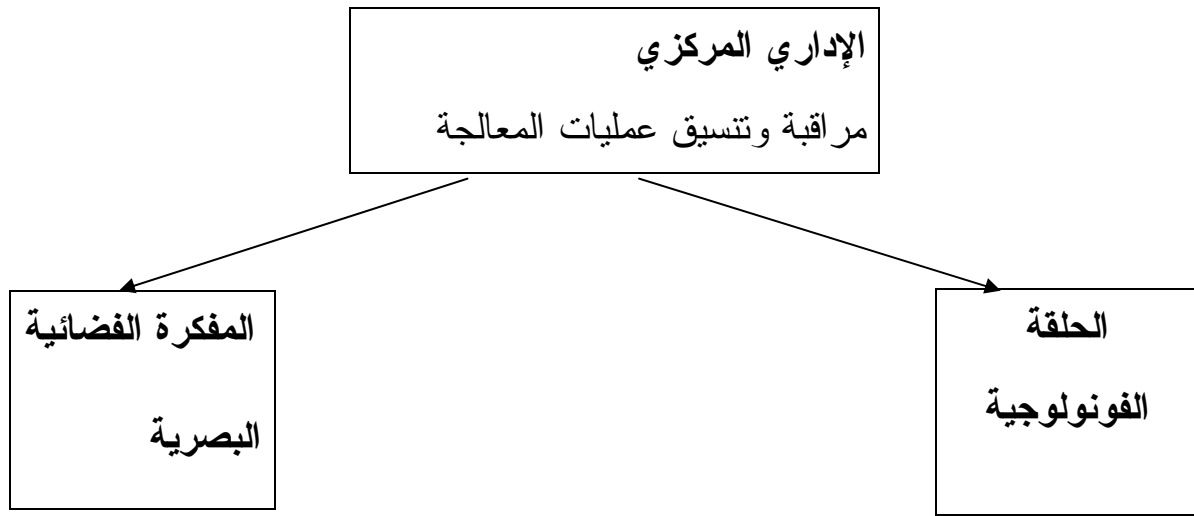 الإداري المركزي
مراقبة وتنسيق عمليات المعالجة
الحلقة
الفونولوجية
المفكرة الفضائية
البصرية